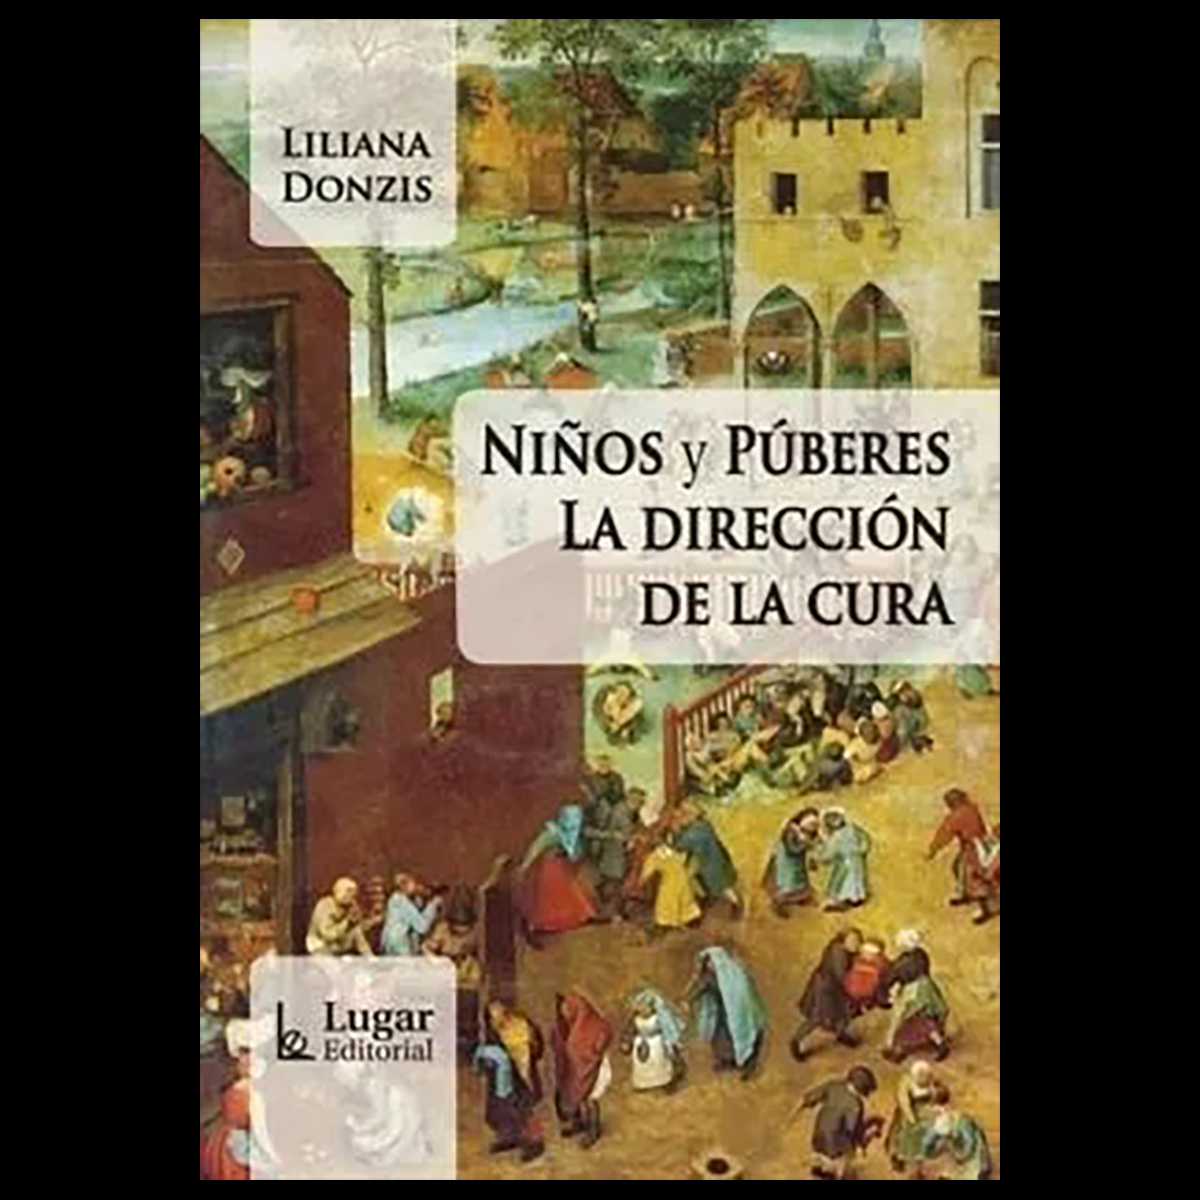 LILIANA
DONZIS
NIÑOS y PÚBERES
LA DIRECCIÓN
DE LA CURA
Lugar
Editorial